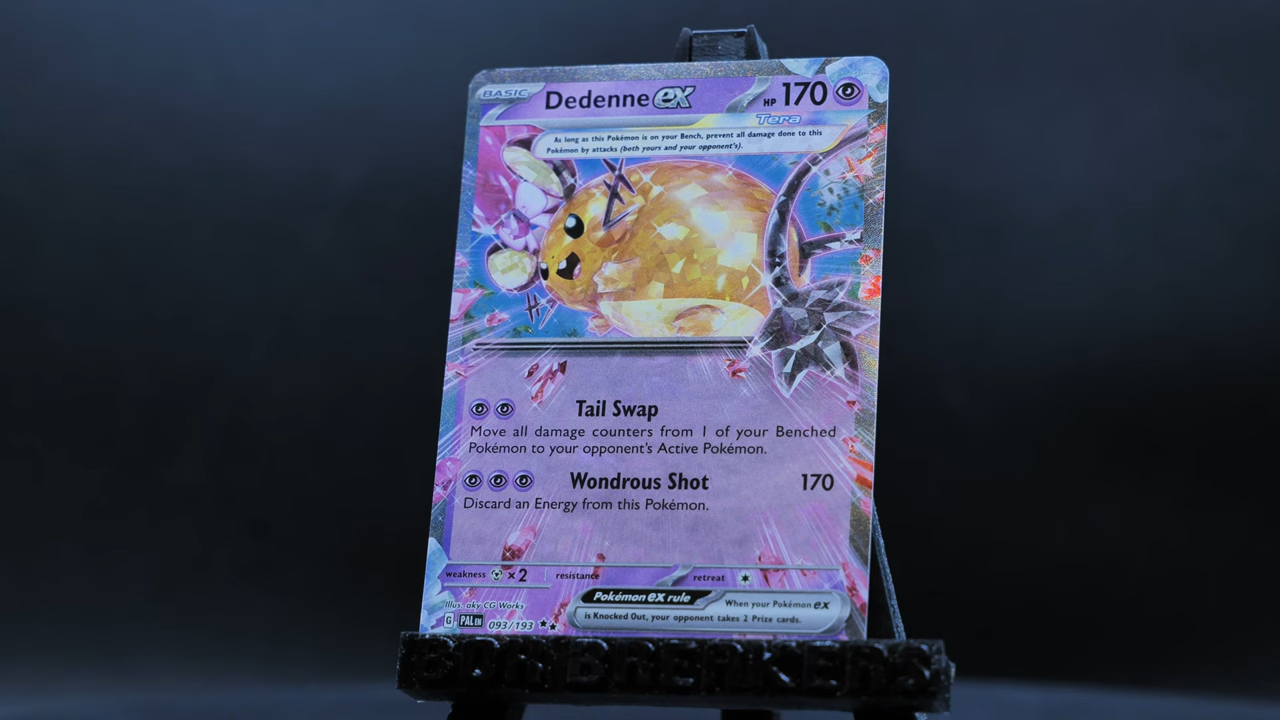 BASIC Dedenne ex HP 170
Tera
As long as this Pokémon is on your Bench, prevent all damage done to this
Pokémon by attacks (both yours and your opponent's).
Tail Swap
Move all damage counters from 1 of your Benched
Pokémon to your opponent's Active Pokémon.
Wondrous Shot 170
Discard an Energy from this Pokémon.
weakness ×2 resistance retreat
Illus. aky CG Works
Pokémon ex rule When your Pokémon ex
is Knocked Out, your opponent takes 2 Prize cards.
G PAL EN 093/193
BOX BREAKERS